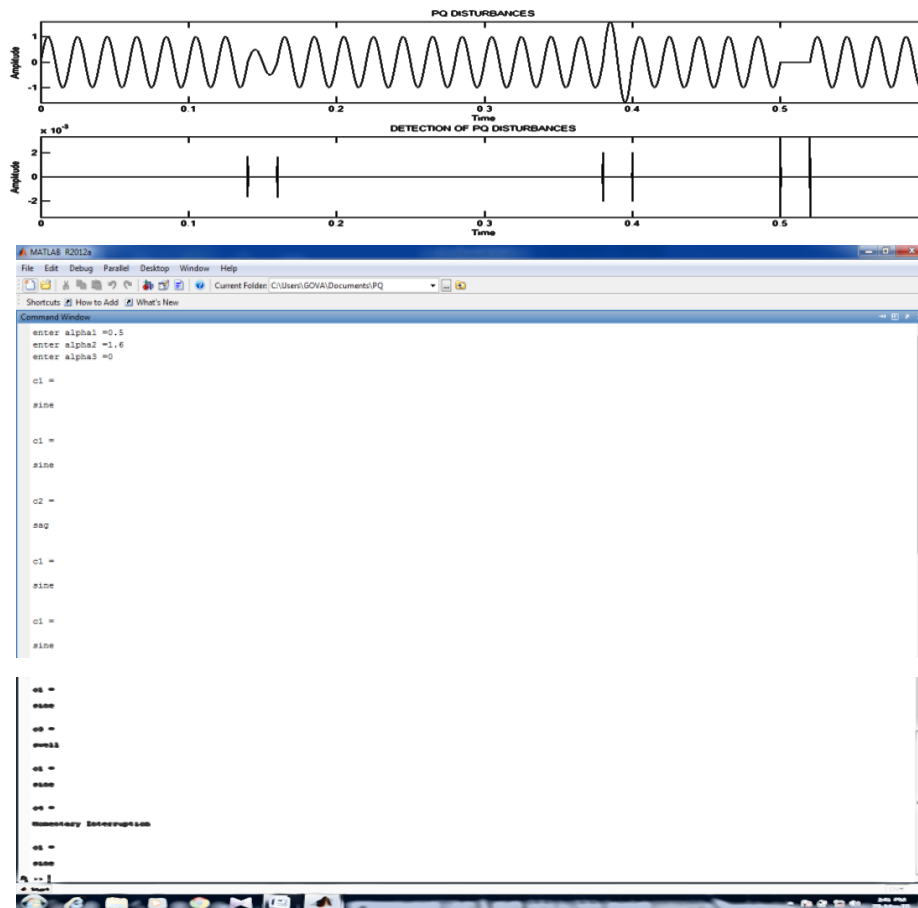 PQ DISTURBANCES
Amplitude
1
0
-1
0 0.1 0.2 0.3 0.4 0.5
Time
x 10⁻³
DETECTION OF PQ DISTURBANCES
Amplitude
2
0
-2
0 0.1 0.2 0.3 0.4 0.5
Time
MATLAB R2012a
File Edit Debug Parallel Desktop Window Help
Current Folder: C:\Users\GOVA\Documents\PQ
Shortcuts How to Add What's New
Command Window
enter alpha1 =0.5
enter alpha2 =1.6
enter alpha3 =0
c1 =
sine
c1 =
sine
c2 =
sag
c1 =
sine
c1 =
sine
c1 =
sine
c3 =
swell
c1 =
sine
=
Momentary Interruption
c1 =
sine
>>